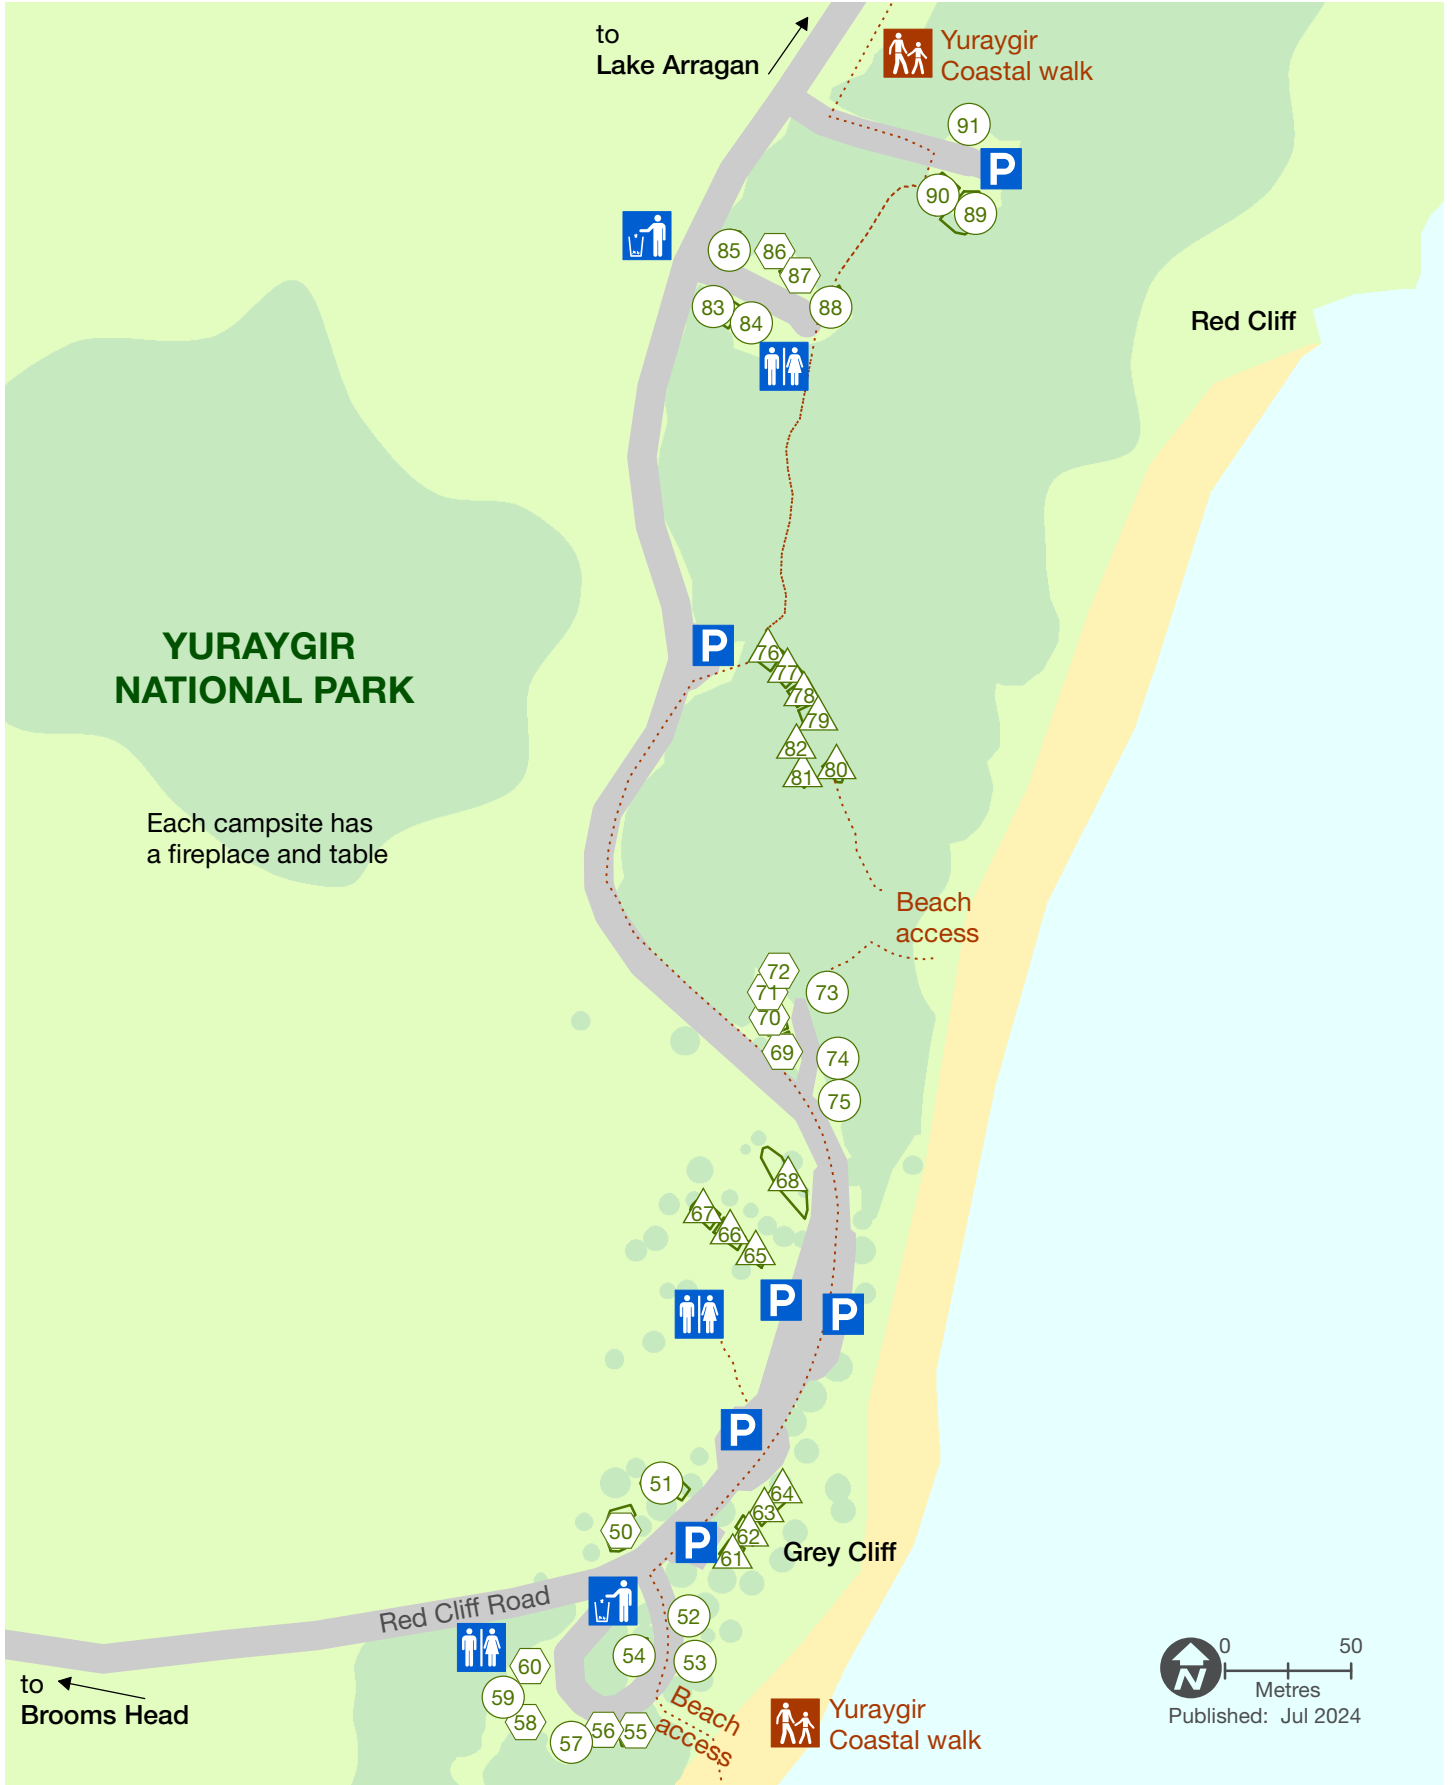 to
Lake Arragan
Yuraygir
Coastal walk
91
P
90
89
85
86
87
83
84
88
Red Cliff
YURAYGIR
NATIONAL PARK
P
76
77
78
79
82
81
80
Each campsite has
a fireplace and table
Beach
access
72
71
73
70
69
74
75
68
67
66
65
P
P
P
51
50
64
63
62
61
P
Grey Cliff
Red Cliff Road
52
54
53
60
59
58
57
56
55
to
Brooms Head
Beach
access
Yuraygir
Coastal walk
N
0 50
Metres
Published: Jul 2024